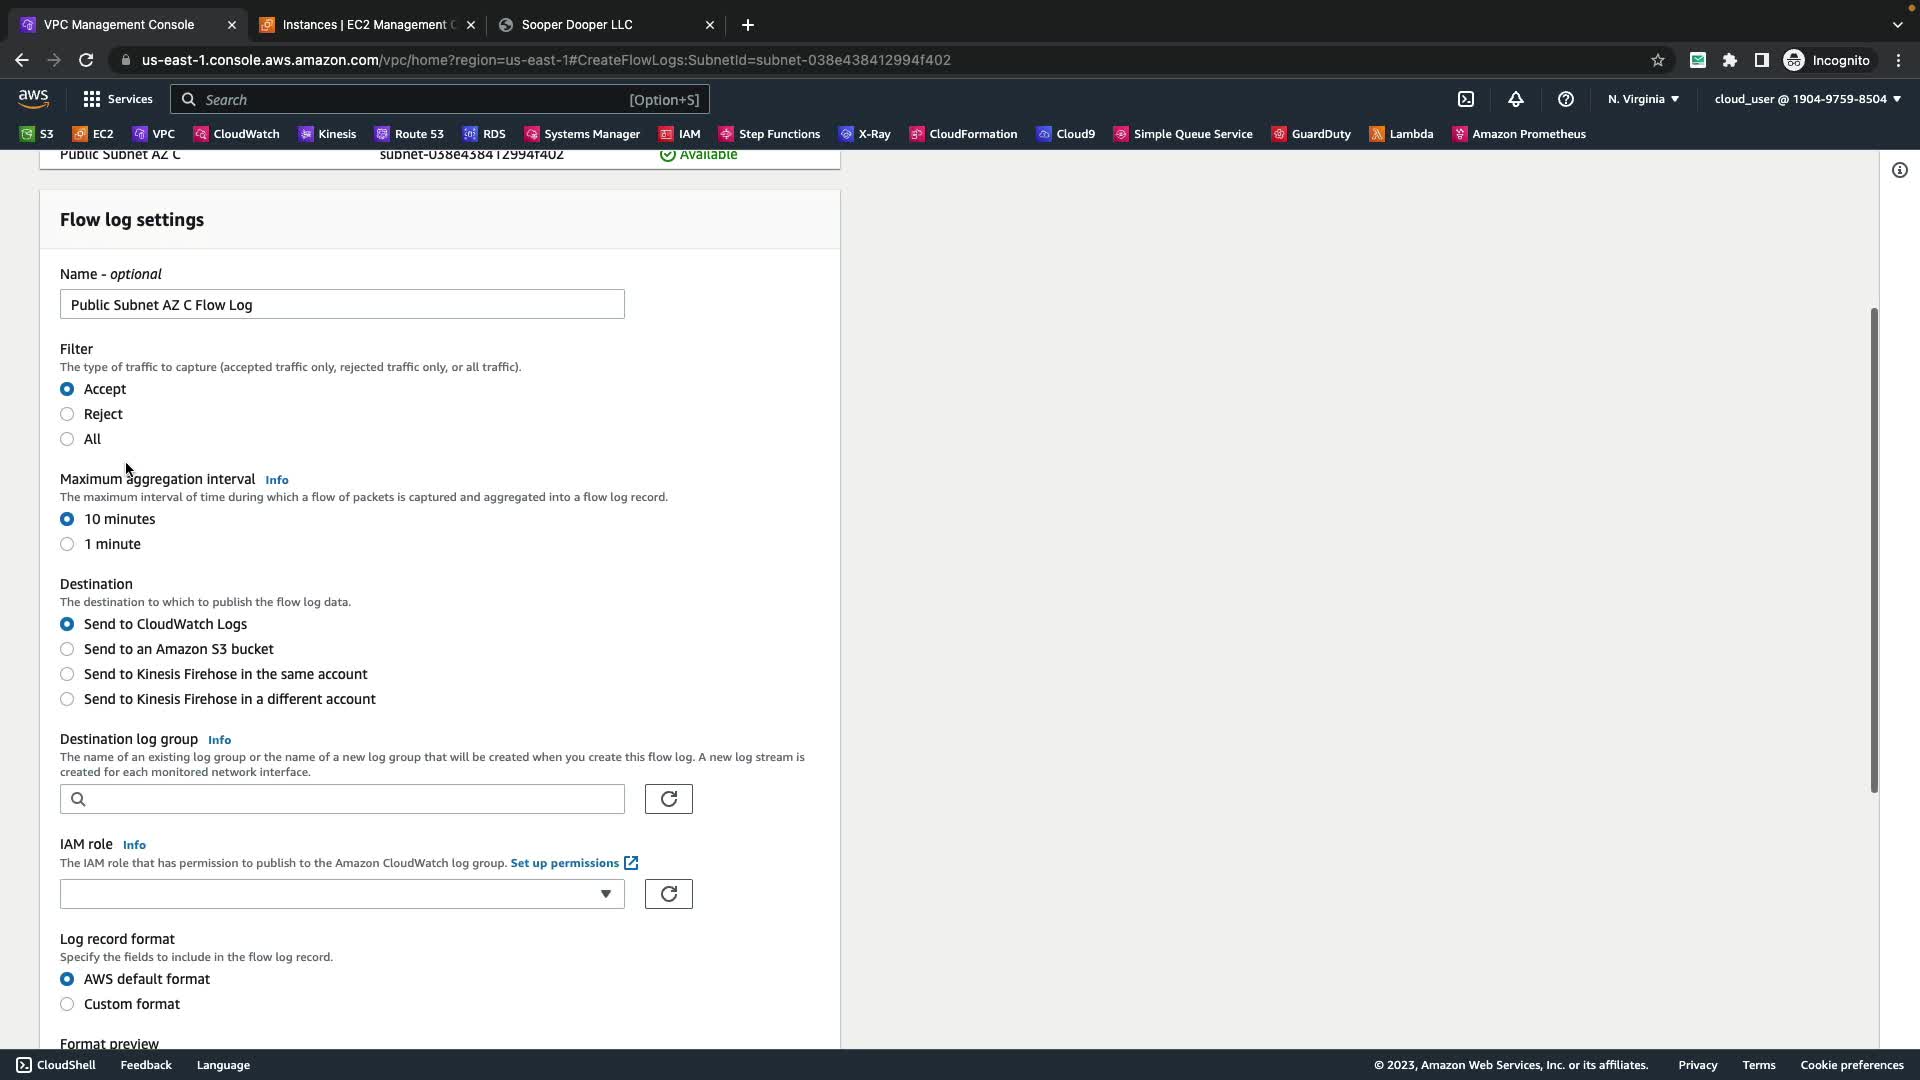 VPC Management Console
Instances | EC2 Management C
Sooper Dooper LLC
us-east-1.console.aws.amazon.com/vpc/home?region=us-east-1#CreateFlowLogs:SubnetId=subnet-038e438412994f402
Incognito
aws
Services
Search
[Option+S]
N. Virginia
cloud_user @ 1904-9759-8504
S3
EC2
VPC
CloudWatch
Kinesis
Route 53
RDS
Systems Manager
IAM
Step Functions
X-Ray
CloudFormation
Cloud9
Simple Queue Service
GuardDuty
Lambda
Amazon Prometheus
Public Subnet AZ C
subnet-038e438412994f402
Available
Flow log settings
Name - optional
Public Subnet AZ C Flow Log
Filter
The type of traffic to capture (accepted traffic only, rejected traffic only, or all traffic).
Accept
Reject
All
Maximum aggregation interval Info
The maximum interval of time during which a flow of packets is captured and aggregated into a flow log record.
10 minutes
1 minute
Destination
The destination to which to publish the flow log data.
Send to CloudWatch Logs
Send to an Amazon S3 bucket
Send to Kinesis Firehose in the same account
Send to Kinesis Firehose in a different account
Destination log group Info
The name of an existing log group or the name of a new log group that will be created when you create this flow log. A new log stream is
created for each monitored network interface.
IAM role Info
The IAM role that has permission to publish to the Amazon CloudWatch log group. Set up permissions
Log record format
Specify the fields to include in the flow log record.
AWS default format
Custom format
Format preview
CloudShell
Feedback
Language
© 2023, Amazon Web Services, Inc. or its affiliates.
Privacy
Terms
Cookie preferences